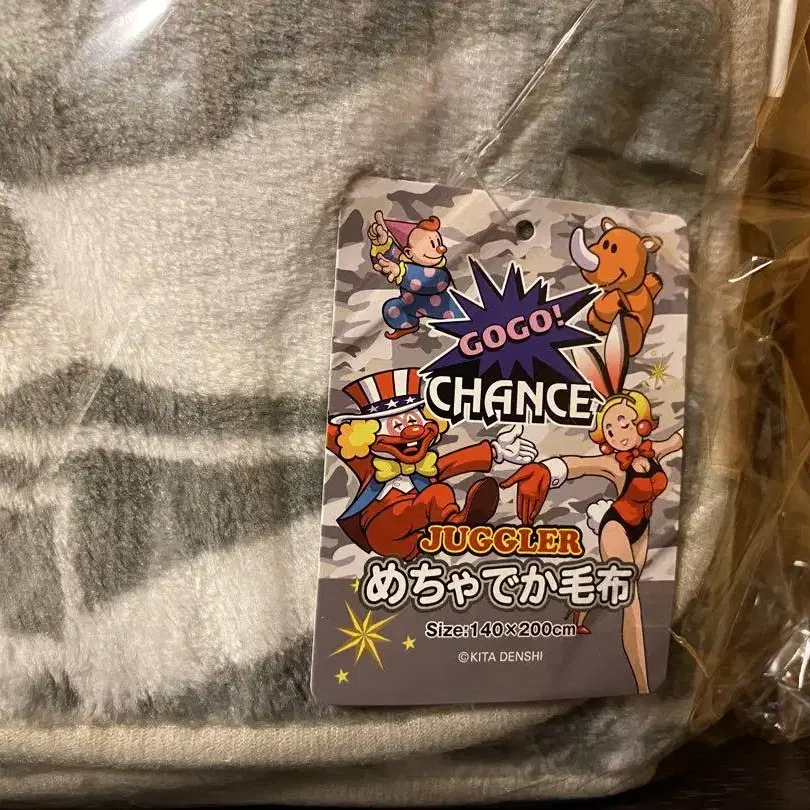 GOGO!
CHANCE
JUGGLER
めちゃでか毛布
Size:140×200cm
©KITA DENSHI